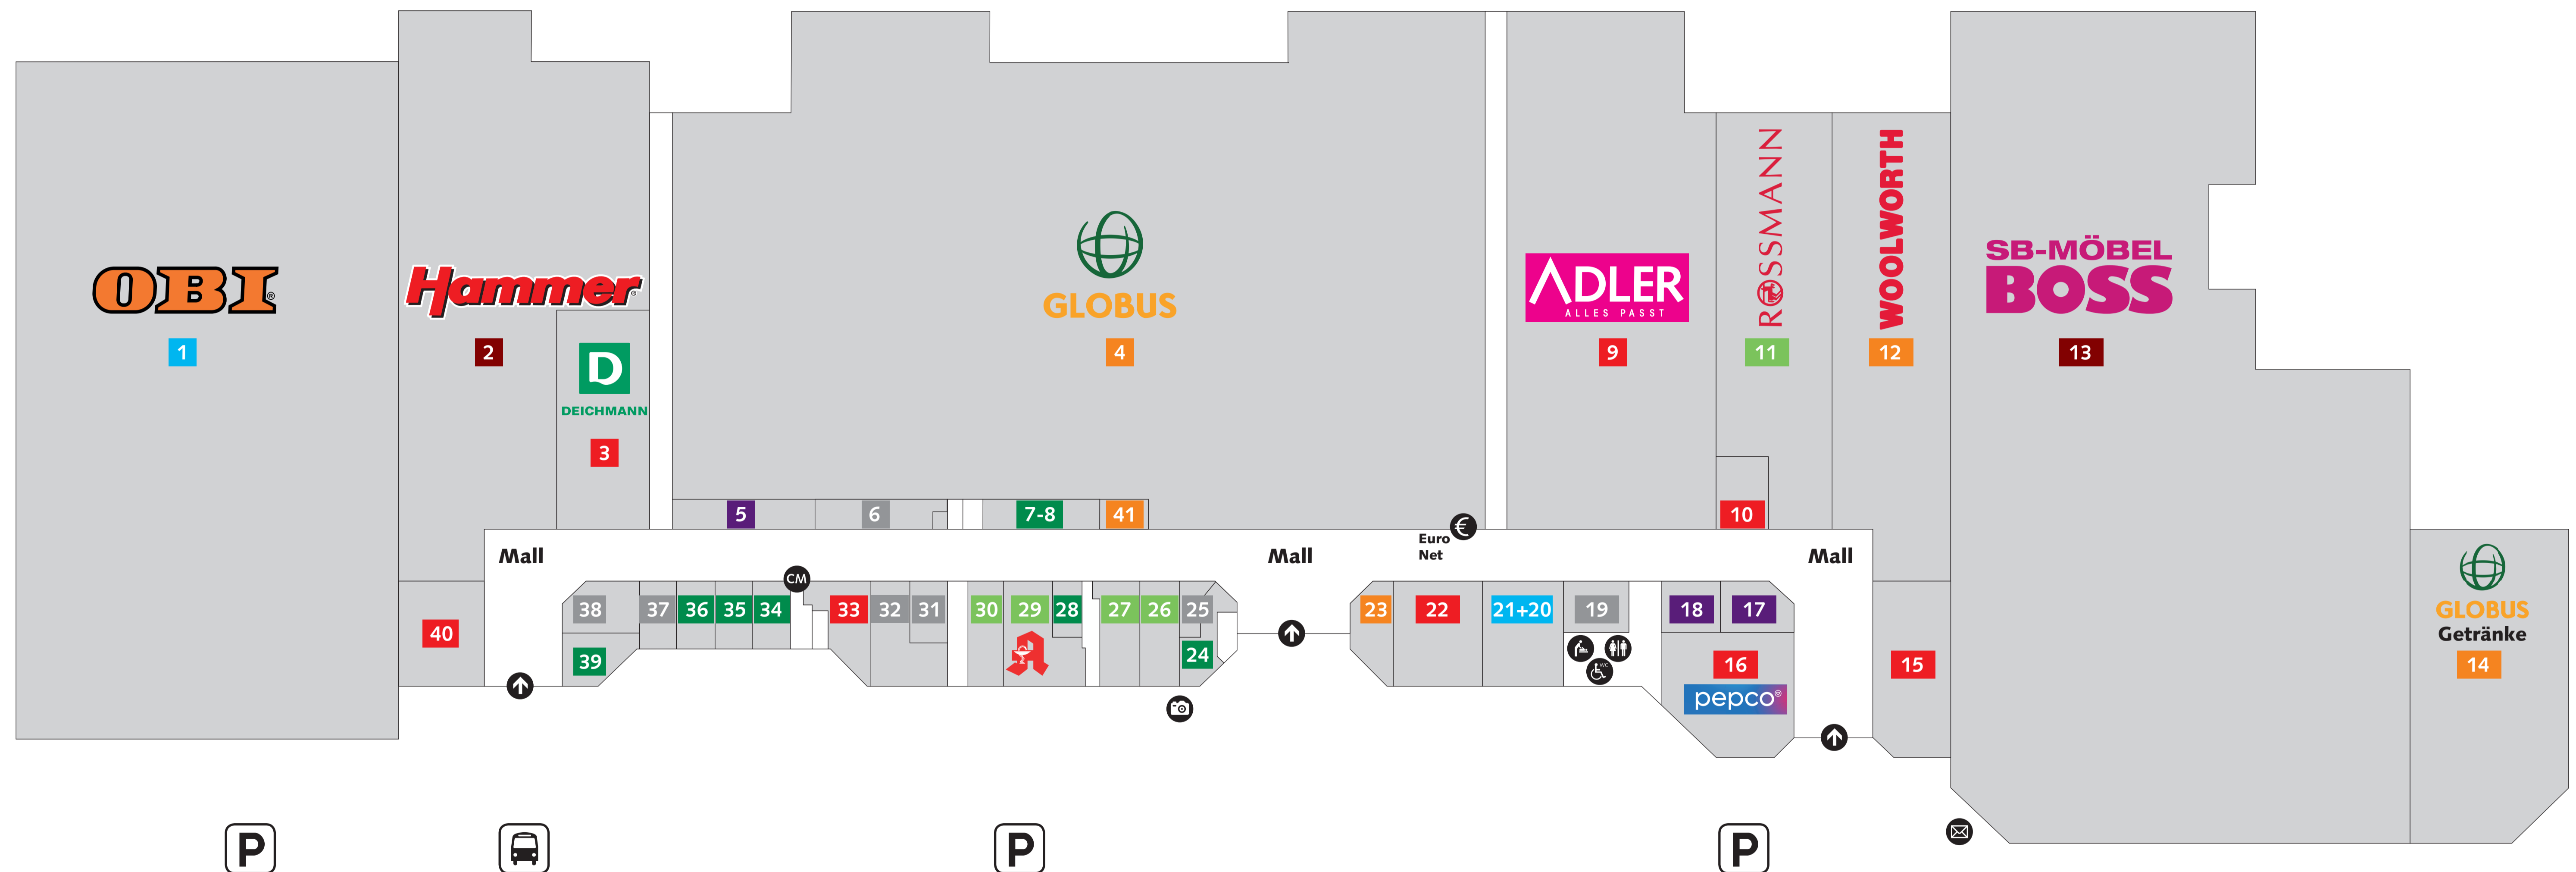 OBI®
1
Hammer®
2
D
DEICHMANN
3
GLOBUS
4
ADLER
ALLES PASST
9
ROSSMANN
11
WOOLWORTH
12
SB-MÖBEL
BOSS
13
5
6
7-8
41
10
Mall
Mall
Euro
Net
€
Mall
GLOBUS
Getränke
14
CM
38
37
36
35
34
33
32
31
30
29
28
27
26
25
23
22
21+20
19
18
17
40
39
A
24
WC
16
pepco®
15
P
P
P